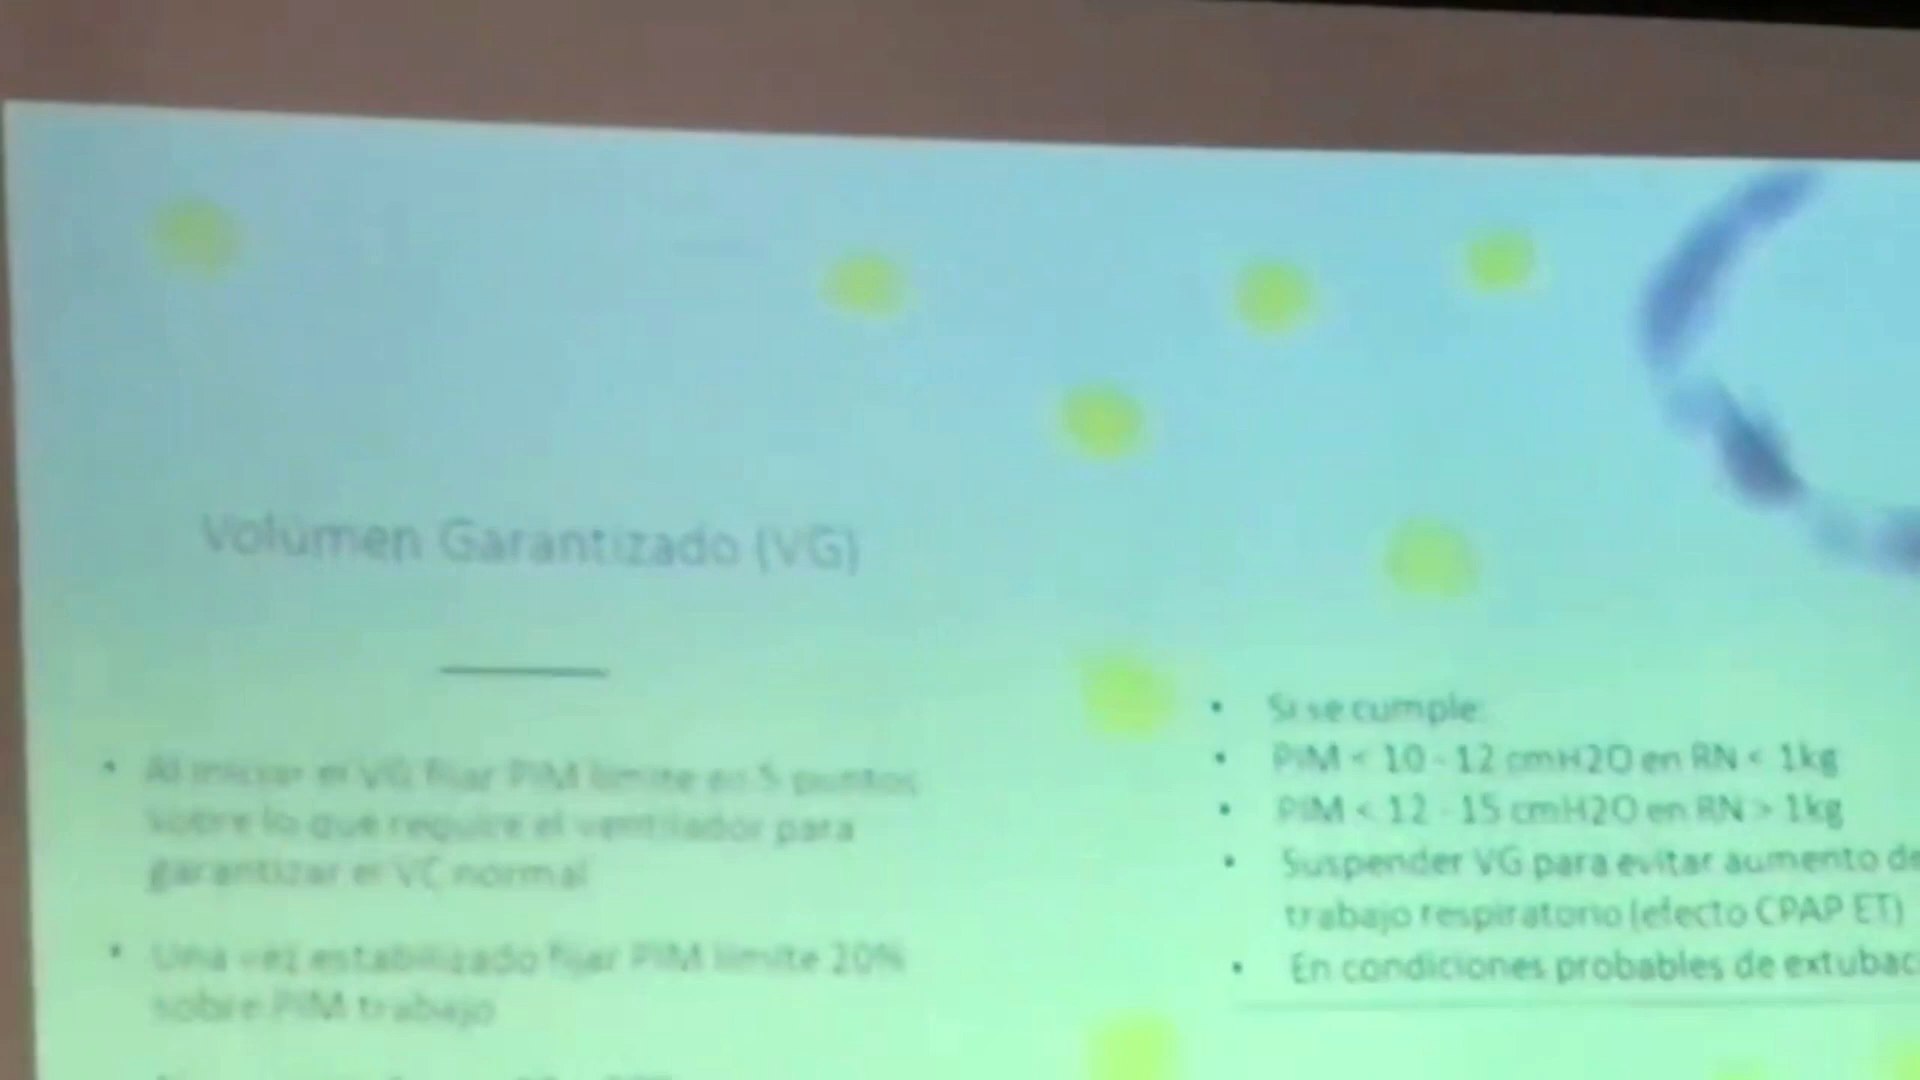 Volumen Garantizado (VG)
• Al iniciar el VG fijar PIM límite en 5 puntos
sobre lo que require el ventilador para
garantizar el VC normal
• Una vez estabilizado fijar PIM límite 20%
sobre PIM trabajo
• Si se cumple:
• PIM < 10 - 12 cmH2O en RN < 1kg
• PIM < 12 - 15 cmH2O en RN > 1kg
• Suspender VG para evitar aumento de
trabajo respiratorio (efecto CPAP ET)
• En condiciones probables de extubac